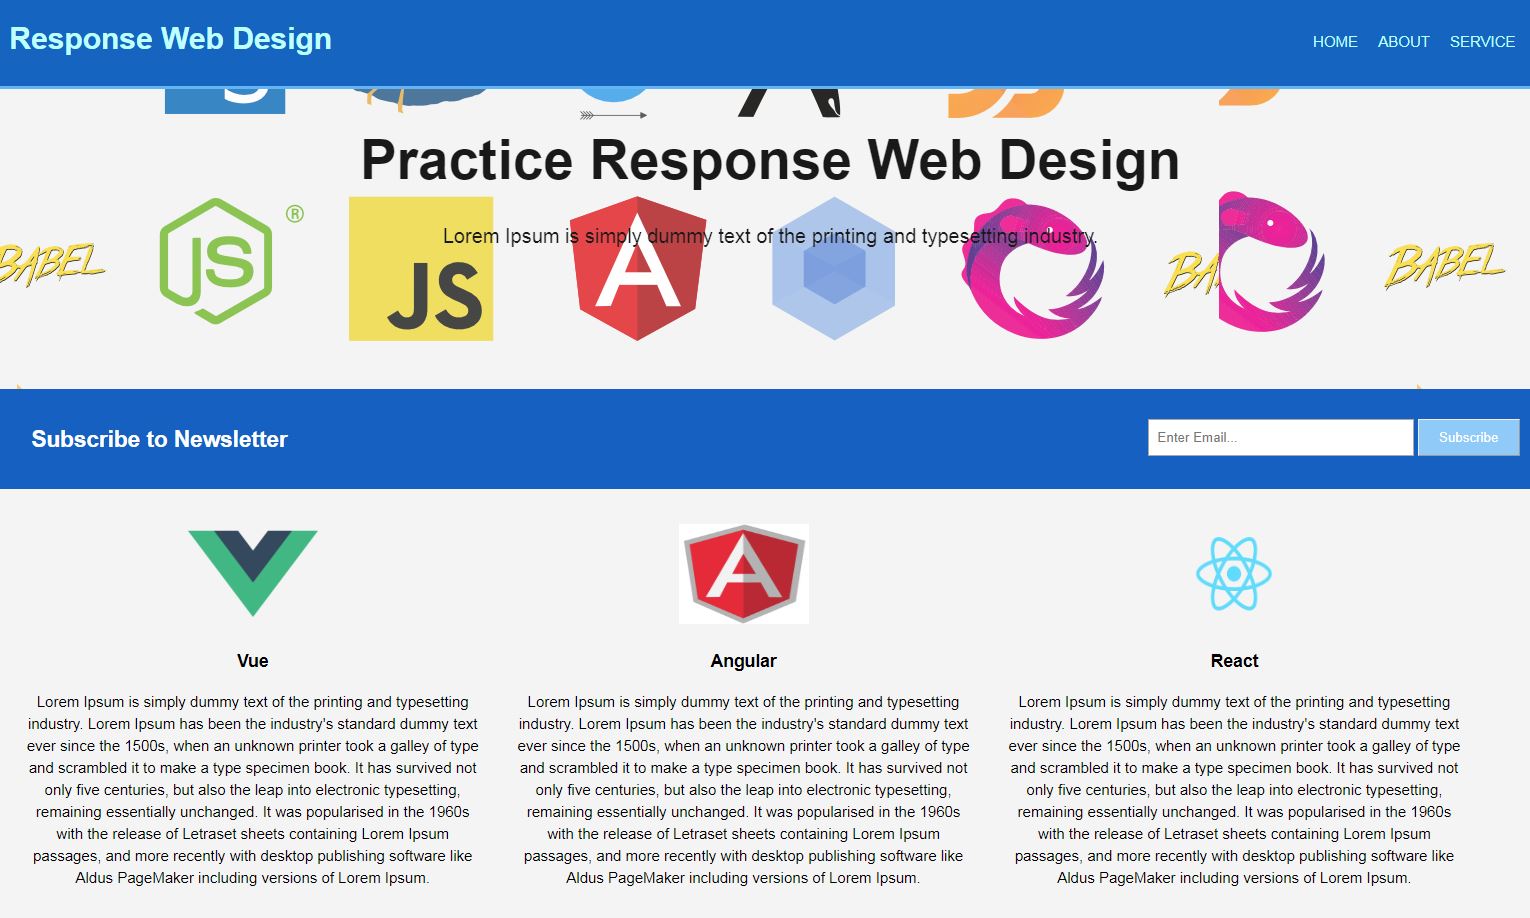 Response Web Design
HOME ABOUT SERVICE
Practice Response Web Design
Lorem Ipsum is simply dummy text of the printing and typesetting industry.
BABEL
JS
®
JS
A
BABEL
BABEL
Subscribe to Newsletter
Enter Email...
Subscribe
A
Vue
Lorem Ipsum is simply dummy text of the printing and typesetting
industry. Lorem Ipsum has been the industry's standard dummy text
ever since the 1500s, when an unknown printer took a galley of type
and scrambled it to make a type specimen book. It has survived not
only five centuries, but also the leap into electronic typesetting,
remaining essentially unchanged. It was popularised in the 1960s
with the release of Letraset sheets containing Lorem Ipsum
passages, and more recently with desktop publishing software like
Aldus PageMaker including versions of Lorem Ipsum.
Angular
Lorem Ipsum is simply dummy text of the printing and typesetting
industry. Lorem Ipsum has been the industry's standard dummy text
ever since the 1500s, when an unknown printer took a galley of type
and scrambled it to make a type specimen book. It has survived not
only five centuries, but also the leap into electronic typesetting,
remaining essentially unchanged. It was popularised in the 1960s
with the release of Letraset sheets containing Lorem Ipsum
passages, and more recently with desktop publishing software like
Aldus PageMaker including versions of Lorem Ipsum.
React
Lorem Ipsum is simply dummy text of the printing and typesetting
industry. Lorem Ipsum has been the industry's standard dummy text
ever since the 1500s, when an unknown printer took a galley of type
and scrambled it to make a type specimen book. It has survived not
only five centuries, but also the leap into electronic typesetting,
remaining essentially unchanged. It was popularised in the 1960s
with the release of Letraset sheets containing Lorem Ipsum
passages, and more recently with desktop publishing software like
Aldus PageMaker including versions of Lorem Ipsum.